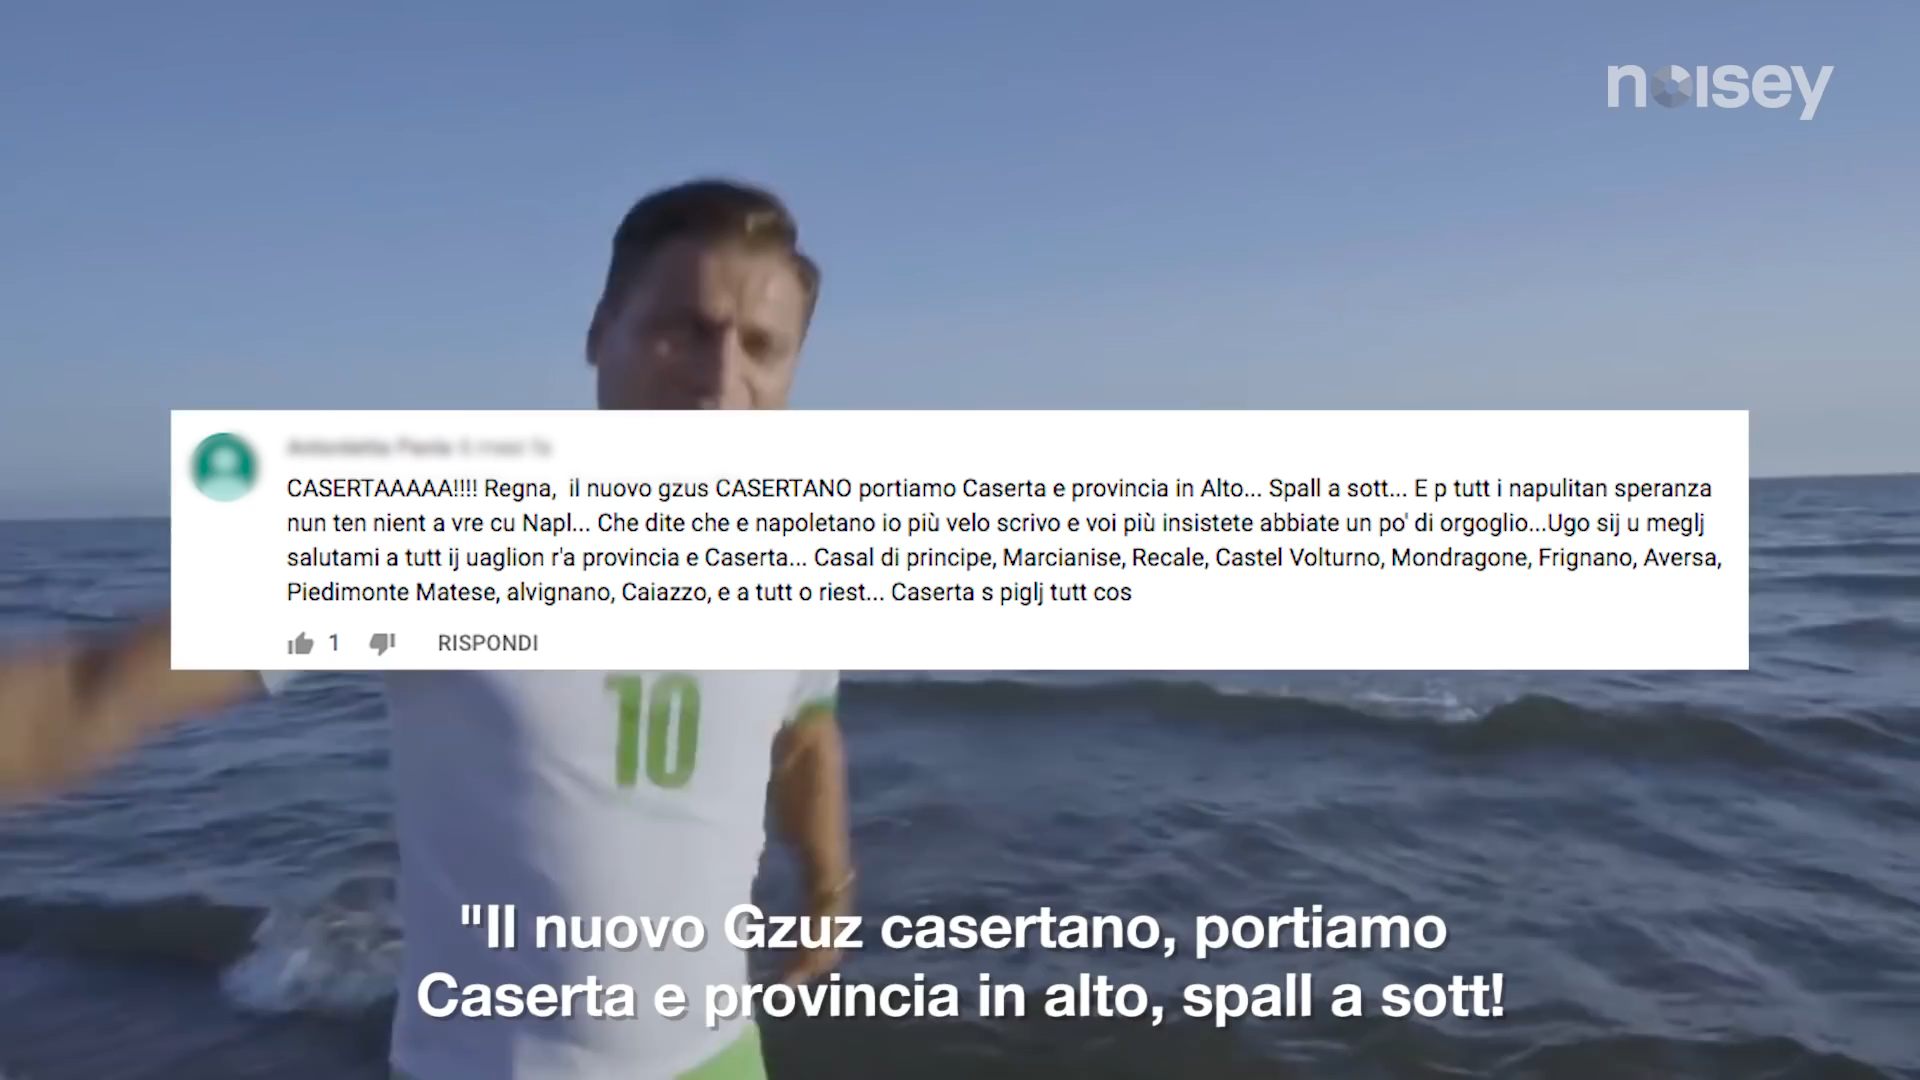 noisey
CASERTAAAAA!!!! Regna,  il nuovo gzus CASERTANO portiamo Caserta e provincia in Alto... Spall a sott... E p tutt i napulitan speranza
nun ten nient a vre cu Napl... Che dite che e napoletano io più velo scrivo e voi più insistete abbiate un po' di orgoglio...Ugo sij u meglj
salutami a tutt ij uaglion r'a provincia e Caserta... Casal di principe, Marcianise, Recale, Castel Volturno, Mondragone, Frignano, Aversa,
Piedimonte Matese, alvignano, Caiazzo, e a tutt o riest... Caserta s piglj tutt cos
1 RISPONDI
10
"Il nuovo Gzuz casertano, portiamo
Caserta e provincia in alto, spall a sott!